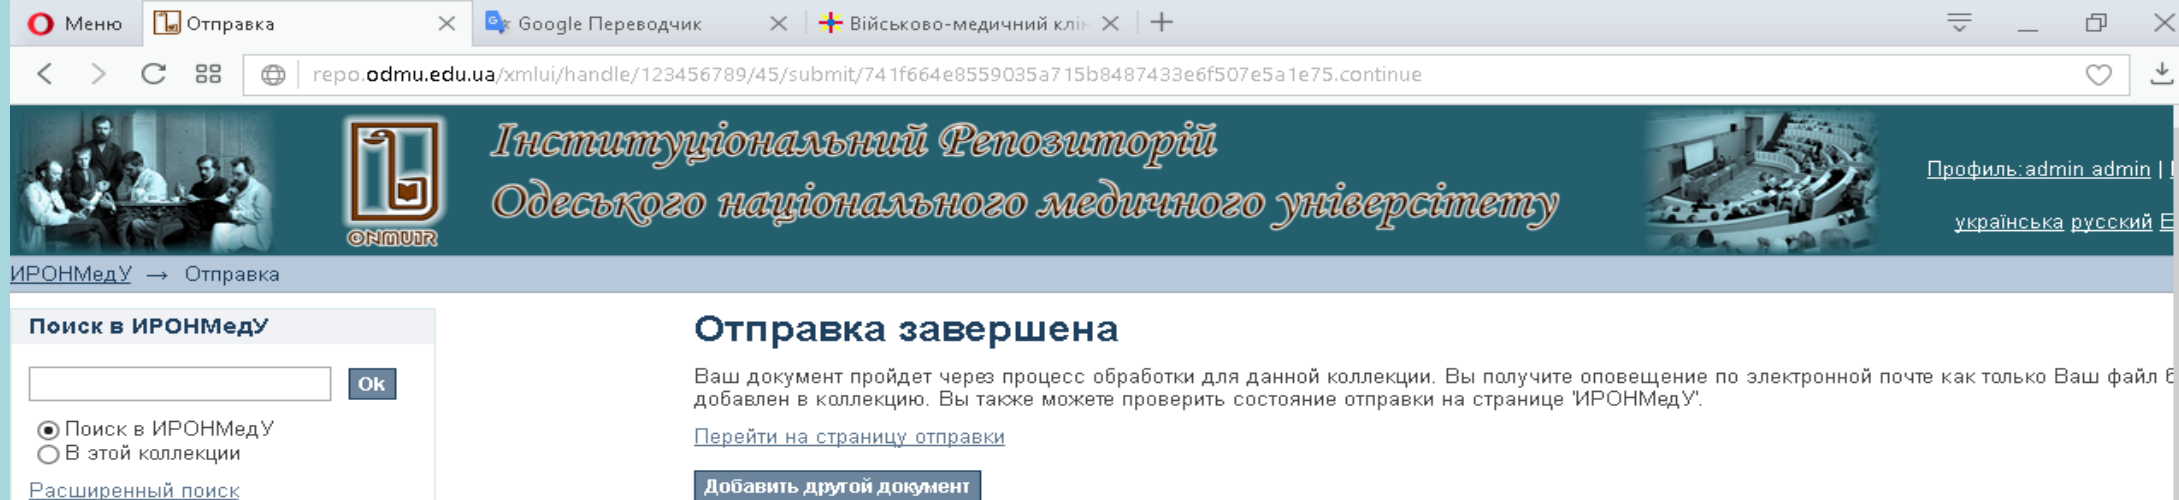 Меню
Отправка
Google Переводчик
Військово-медичний клі
repo.odmu.edu.ua/xmlui/handle/123456789/45/submit/741f664e8559035a715b8487433e6f507e5a1e75.continue
Інституціональний Репозиторій
Одеського національного медичного університету
ONMUIR
Профиль:admin admin |
українська русский E
ИРОНМедУ → Отправка
Поиск в ИРОНМедУ
Ok
Поиск в ИРОНМедУ
В этой коллекции
Расширенный поиск
Отправка завершена
Ваш документ пройдет через процесс обработки для данной коллекции. Вы получите оповещение по электронной почте как только Ваш файл б
добавлен в коллекцию. Вы также можете проверить состояние отправки на странице 'ИРОНМедУ'.
Перейти на страницу отправки
Добавить другой документ